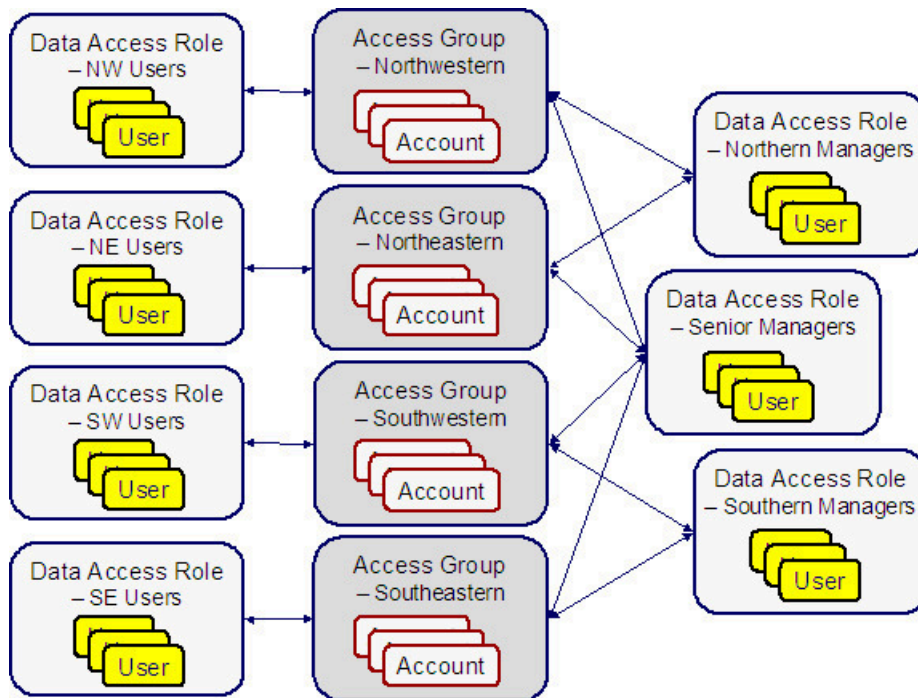 Data Access Role
– NW Users
User
Access Group
– Northwestern
Account
Data Access Role
– Northern Managers
User
Data Access Role
– NE Users
User
Access Group
– Northeastern
Account
Data Access Role
– Senior Managers
User
Data Access Role
– SW Users
User
Access Group
– Southwestern
Account
Data Access Role
– Southern Managers
User
Data Access Role
– SE Users
User
Access Group
– Southeastern
Account